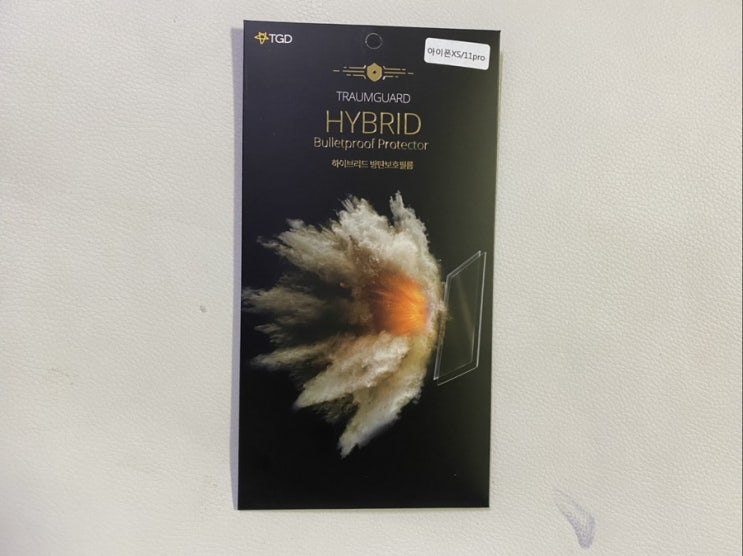 TGD
아이폰XS/11pro
TRAUMGUARD
HYBRID
Bulletproof Protector
하이브리드 방탄보호필름